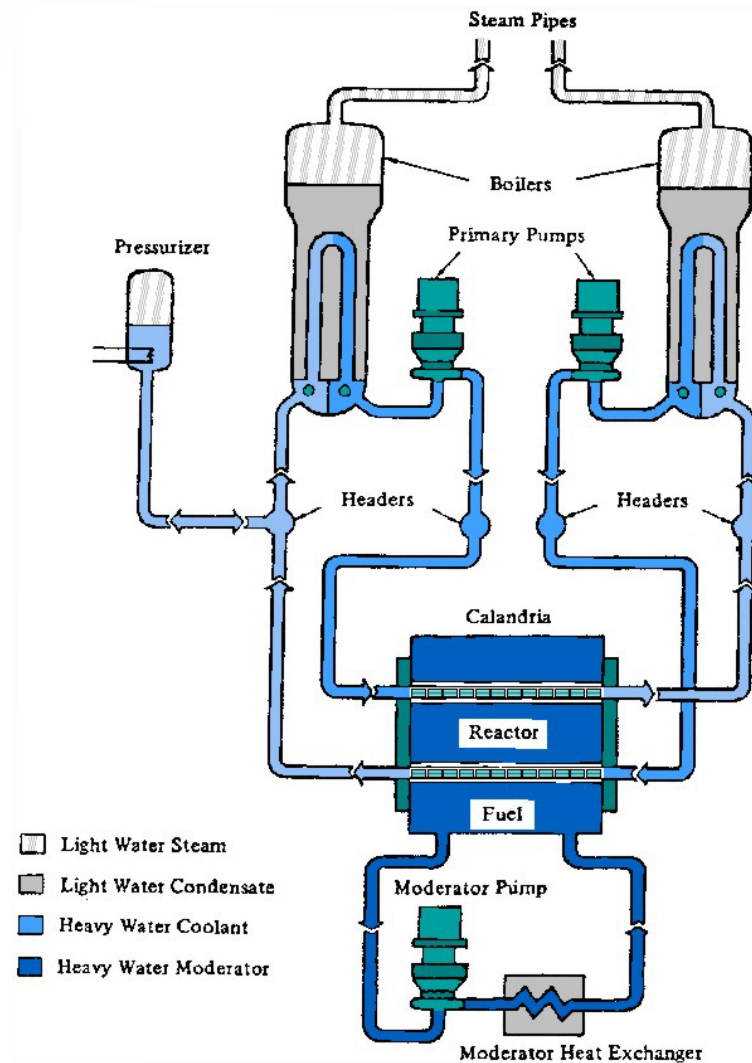 Steam Pipes
Boilers
Pressurizer
Primary Pumps
Headers
Headers
Calandria
Reactor
Fuel
Light Water Steam
Light Water Condensate
Heavy Water Coolant
Heavy Water Moderator
Moderator Pump
Moderator Heat Exchanger